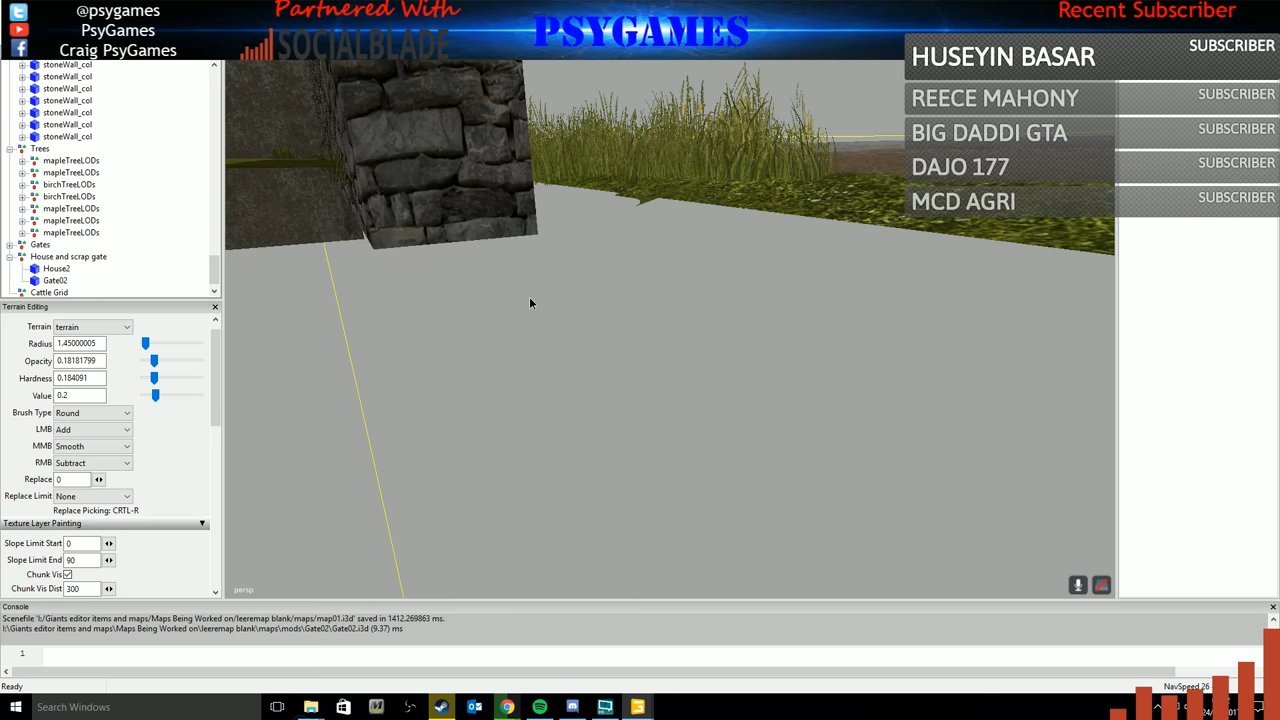 @psygames
PsyGames
Craig PsyGames
Partnered With
SOCIALBLADE
PSYGAMES
Recent Subscriber
HUSEYIN BASAR SUBSCRIBER
REECE MAHONY SUBSCRIBER
BIG DADDI GTA SUBSCRIBER
DAJO 177 SUBSCRIBER
MCD AGRI SUBSCRIBER
stoneWall_col
stoneWall_col
stoneWall_col
stoneWall_col
stoneWall_col
stoneWall_col
stoneWall_col
Trees
mapleTreeLODs
mapleTreeLODs
birchTreeLODs
birchTreeLODs
mapleTreeLODs
mapleTreeLODs
mapleTreeLODs
Gates
House and scrap gate
House2
Gate02
Cattle Grid
Terrain Editing
Terrain terrain
Radius 1.45000005
Opacity 0.18181799
Hardness 0.184091
Value 0.2
Brush Type Round
LMB Add
MMB Smooth
RMB Subtract
Replace 0
Replace Limit None
Replace Picking: CRTL-R
Texture Layer Painting
Slope Limit Start 0
Slope Limit End 90
Chunk Vis
Chunk Vis Dist 300
persp
Console
Scenefile 'I:/Giants editor items and maps/Maps Being Worked on/leeremap blank/maps/map01.i3d' saved in 1412.269863 ms.
I:\Giants editor items and maps\Maps Being Worked on\leeremap blank\maps\mods\Gate02\Gate02.i3d (9.37) ms
1
Ready
NavSpeed 26
Search Windows